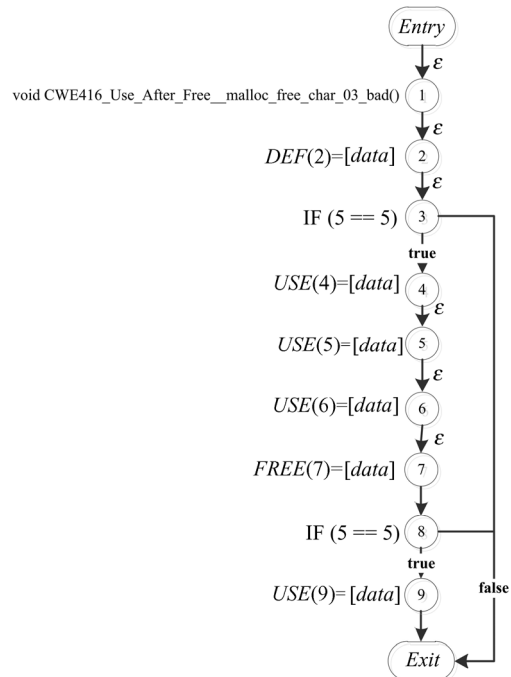 Entry
ε
void CWE416_Use_After_Free__malloc_free_char_03_bad() 1
ε
DEF(2)=[data] 2
ε
IF (5 == 5) 3
true
USE(4)=[data] 4
ε
USE(5)=[data] 5
ε
USE(6)=[data] 6
ε
FREE(7)=[data] 7
IF (5 == 5) 8
true
false
USE(9)=[data] 9
Exit